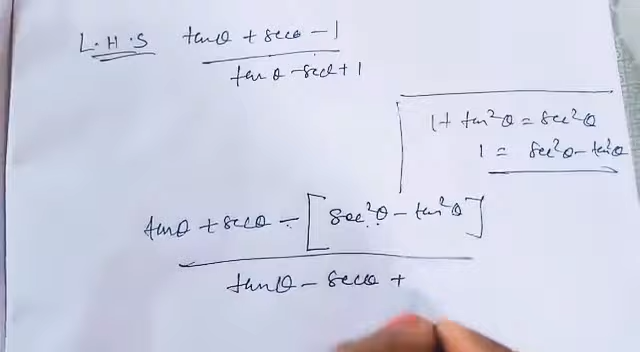 L.H.S tanθ + secθ - 1
tanθ - secθ + 1
1 + tan²θ = sec²θ
1 = sec²θ - tan²θ
tanθ + secθ - [sec²θ - tan²θ]
tanθ - secθ +